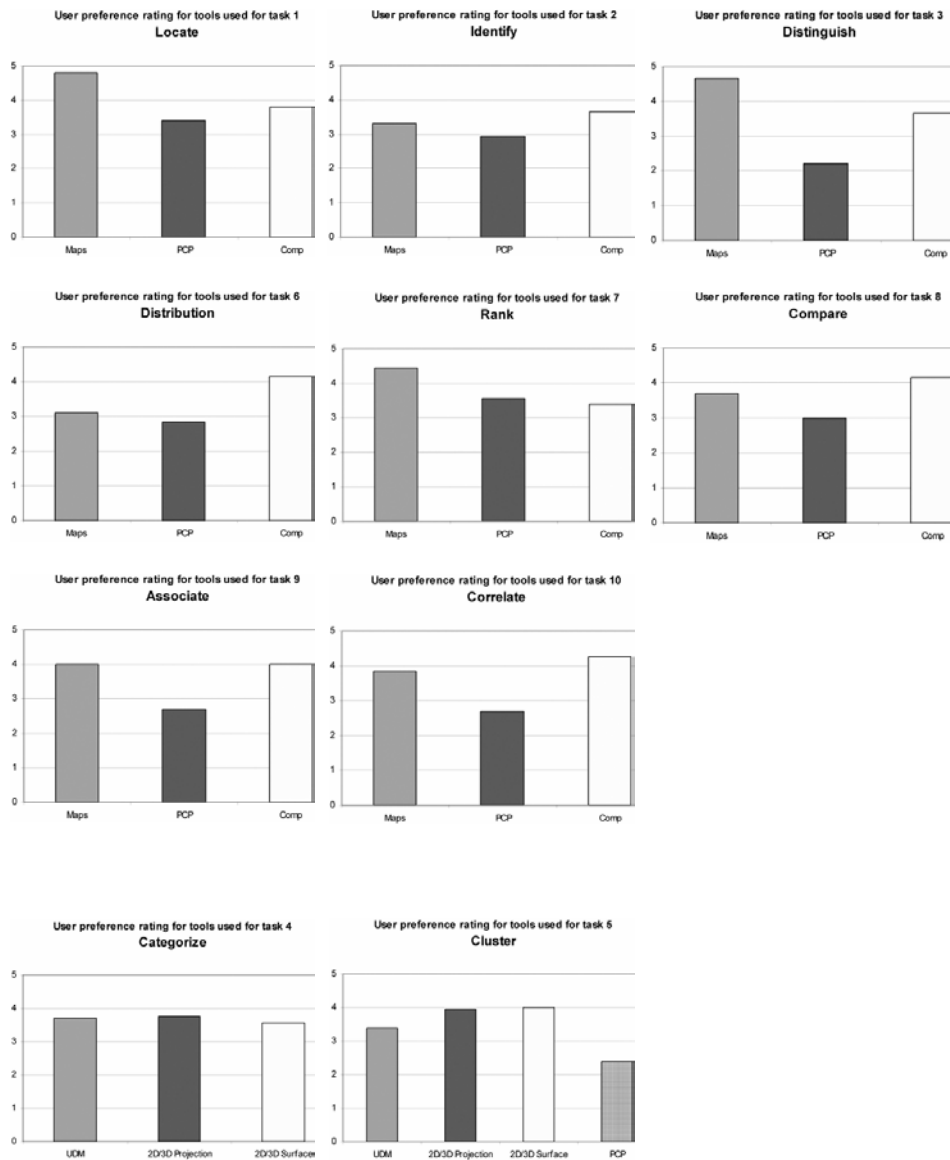 User preference rating for tools used for task 1
Locate
5
4
3
2
1
0
Maps PCP Comp
User preference rating for tools used for task 2
Identify
5
4
3
2
1
0
Maps PCP Comp
User preference rating for tools used for task 3
Distinguish
5
4
3
2
1
0
Maps PCP Comp
User preference rating for tools used for task 6
Distribution
5
4
3
2
1
0
Maps PCP Comp
User preference rating for tools used for task 7
Rank
5
4
3
2
1
0
Maps PCP Comp
User preference rating for tools used for task 8
Compare
5
4
3
2
1
0
Maps PCP Comp
User preference rating for tools used for task 9
Associate
5
4
3
2
1
0
Maps PCP Comp
User preference rating for tools used for task 10
Correlate
5
4
3
2
1
0
Maps PCP Comp
User preference rating for tools used for task 4
Categorize
5
4
3
2
1
0
UDM 2D/3D Projection 2D/3D Surface
User preference rating for tools used for task 5
Cluster
5
4
3
2
1
0
UDM 2D/3D Projection 2D/3D Surface PCP